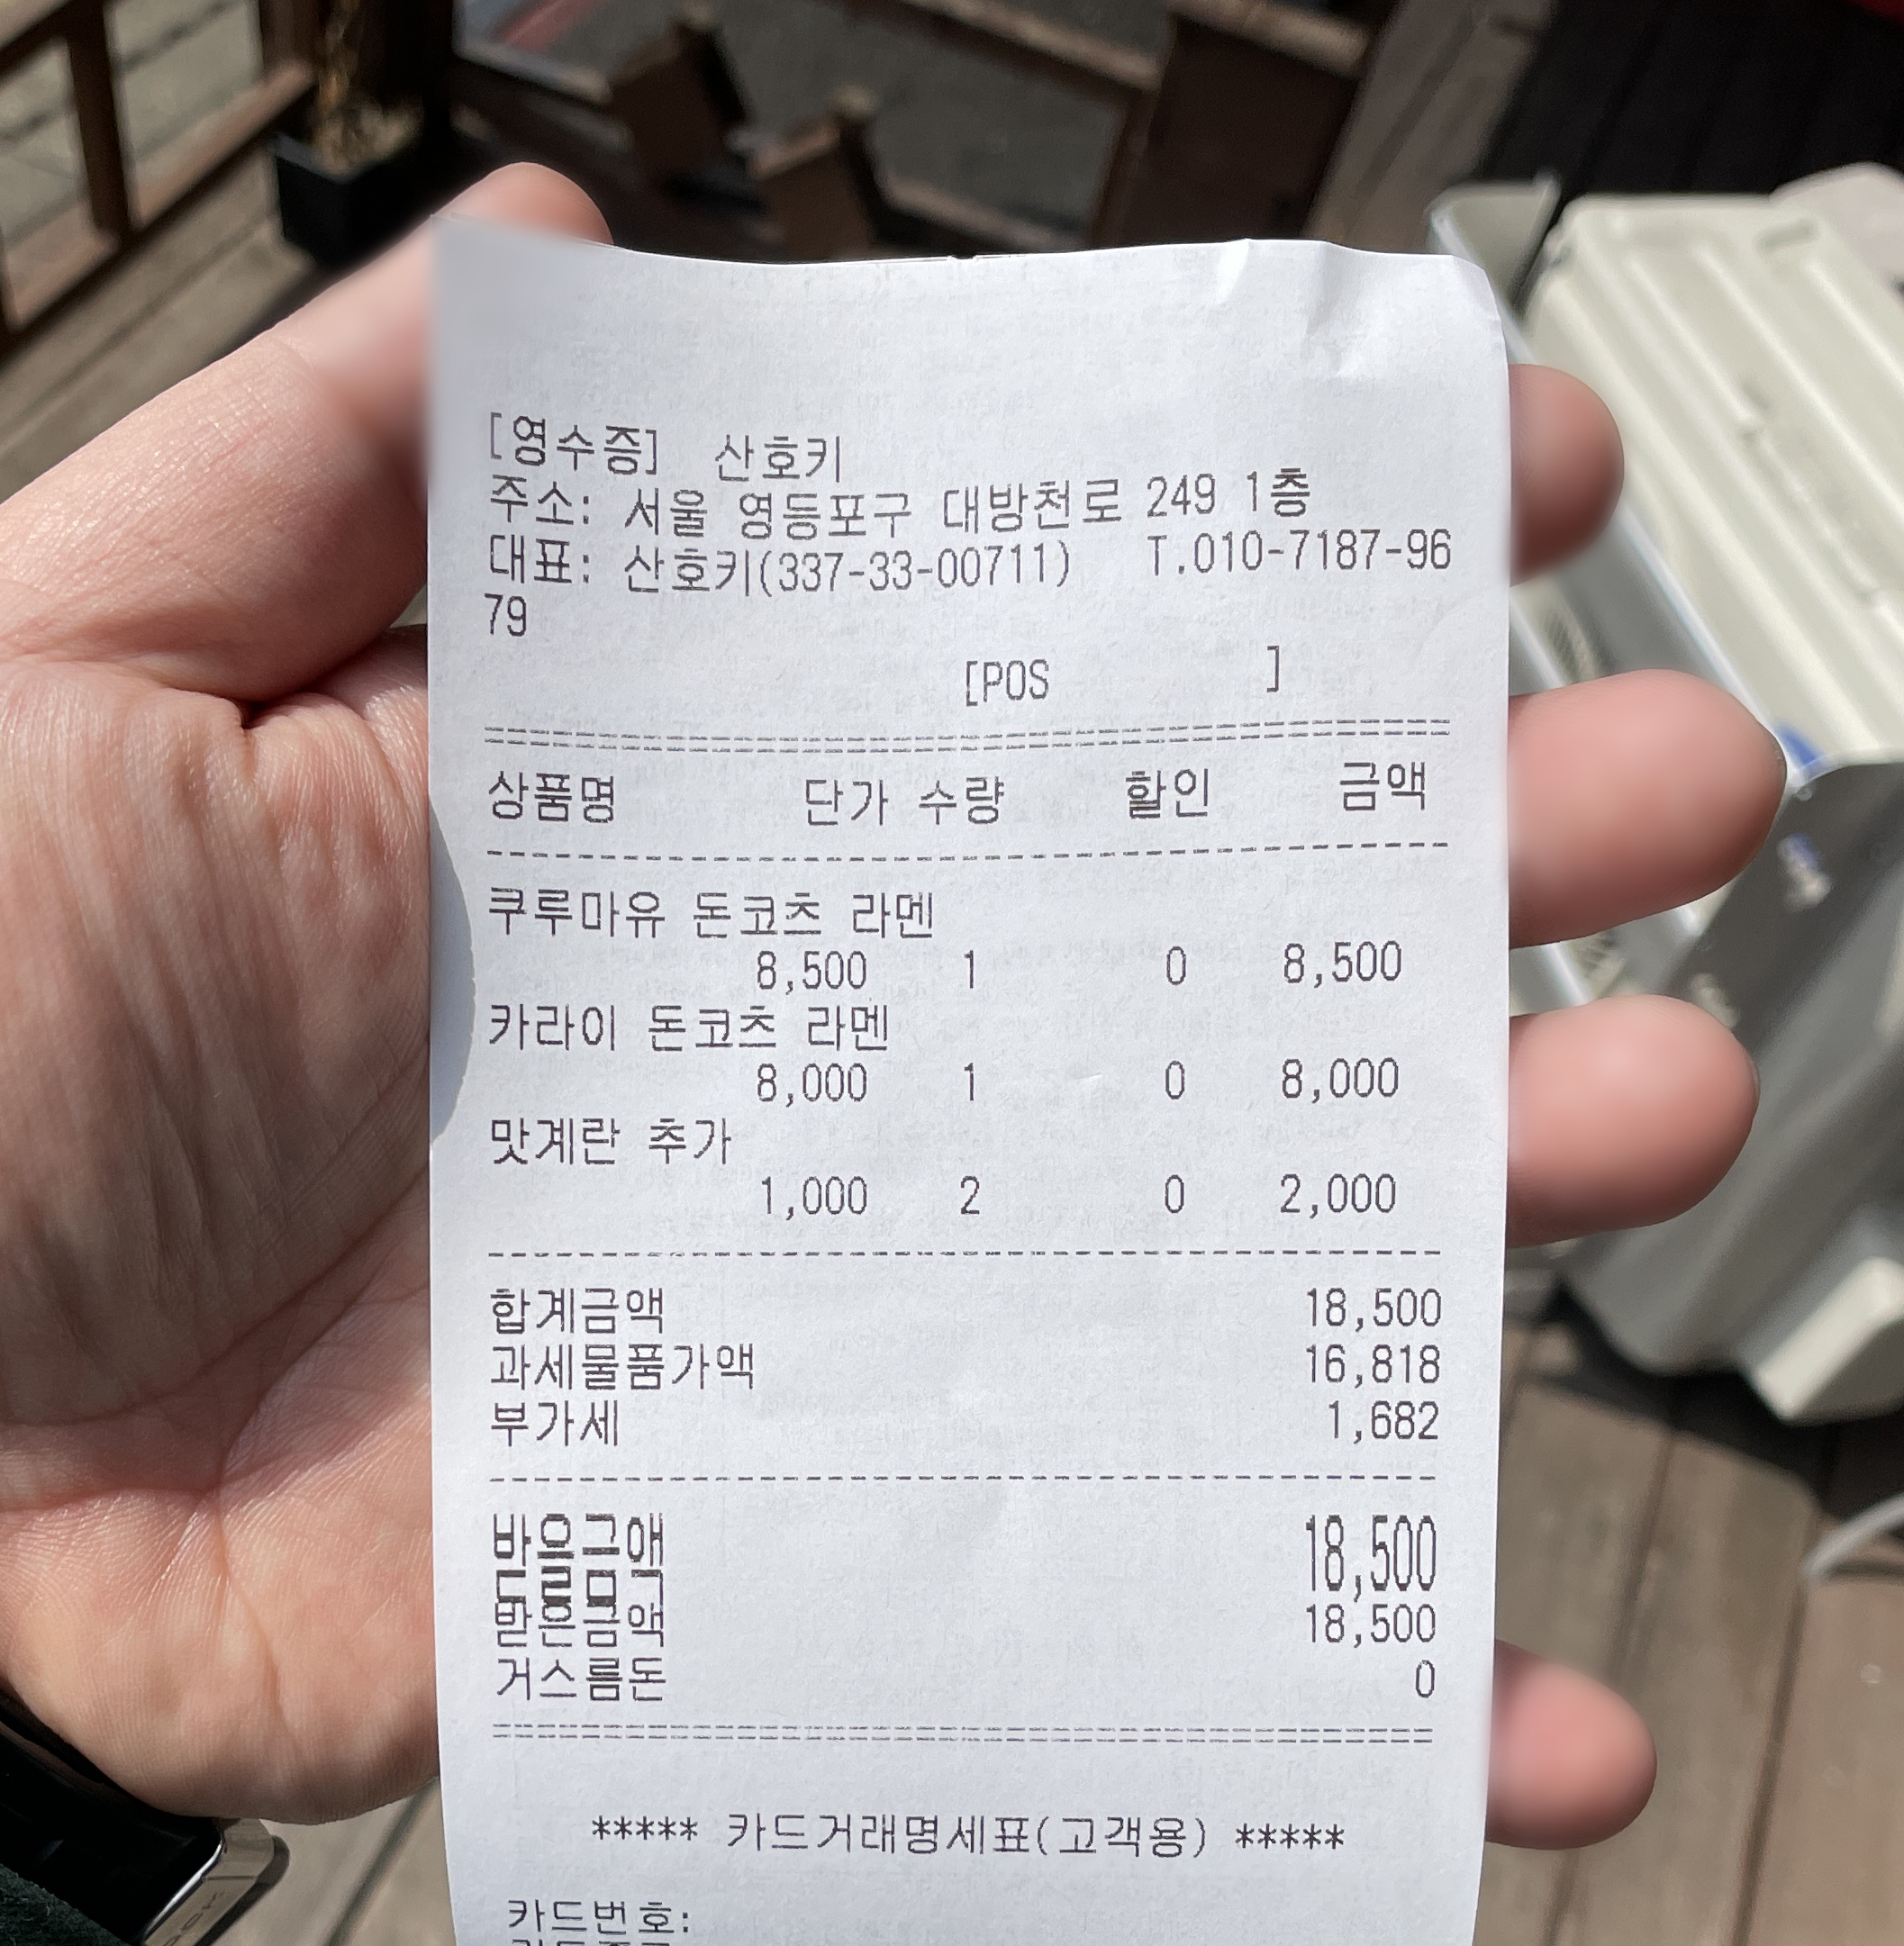 [영수증] 산호키
주소: 서울 영등포구 대방천로 249 1층
대표: 산호키(337-33-00711) T.010-7187-96
79
[POS ]
==========================================
상품명 단가 수량 할인 금액
------------------------------------------
쿠루마유 돈코츠 라멘
8,500 1 0 8,500
카라이 돈코츠 라멘
8,000 1 0 8,000
맛계란 추가
1,000 2 0 2,000
------------------------------------------
합계금액 18,500
과세물품가액 16,818
부가세 1,682
------------------------------------------
받을금액 18,500
받은금액 18,500
거스름돈 0
==========================================
***** 카드거래명세표(고객용) *****
카드번호: